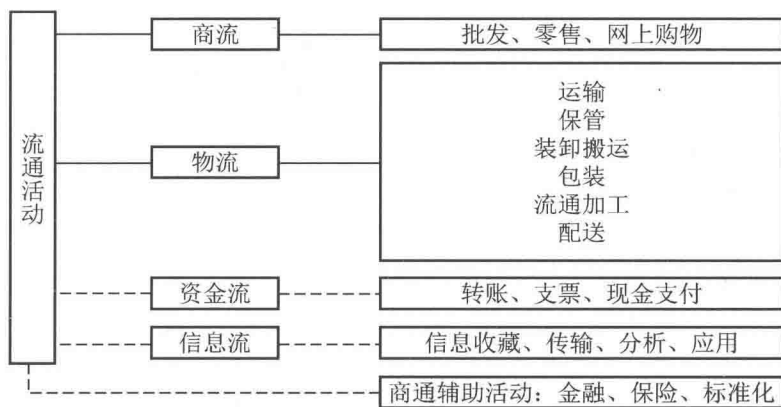 流通活动
商流
批发、零售、网上购物
物流
运输
保管
装卸搬运
包装
流通加工
配送
资金流
转账、支票、现金支付
信息流
信息收藏、传输、分析、应用
商通辅助活动：金融、保险、标准化